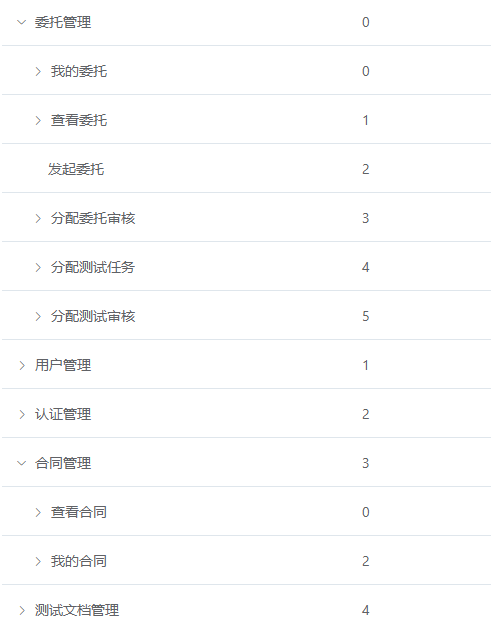 委托管理 0
我的委托 0
查看委托 1
发起委托 2
分配委托审核 3
分配测试任务 4
分配测试审核 5
用户管理 1
认证管理 2
合同管理 3
查看合同 0
我的合同 2
测试文档管理 4